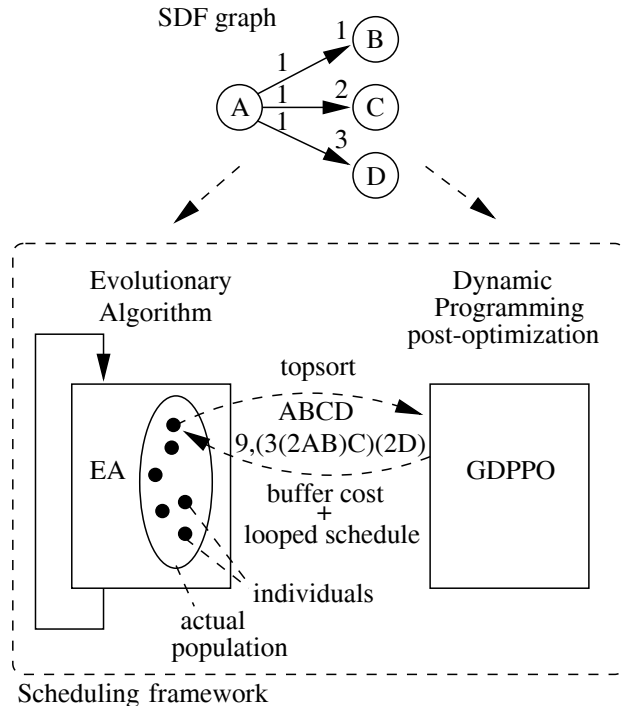 SDF graph
1
B
1
A
1
2
C
1
3
D
Evolutionary
Algorithm
Dynamic
Programming
post-optimization
topsort
ABCD
9,(3(2AB)C)(2D)
EA
GDPPO
buffer cost
+
looped schedule
individuals
actual
population
Scheduling framework